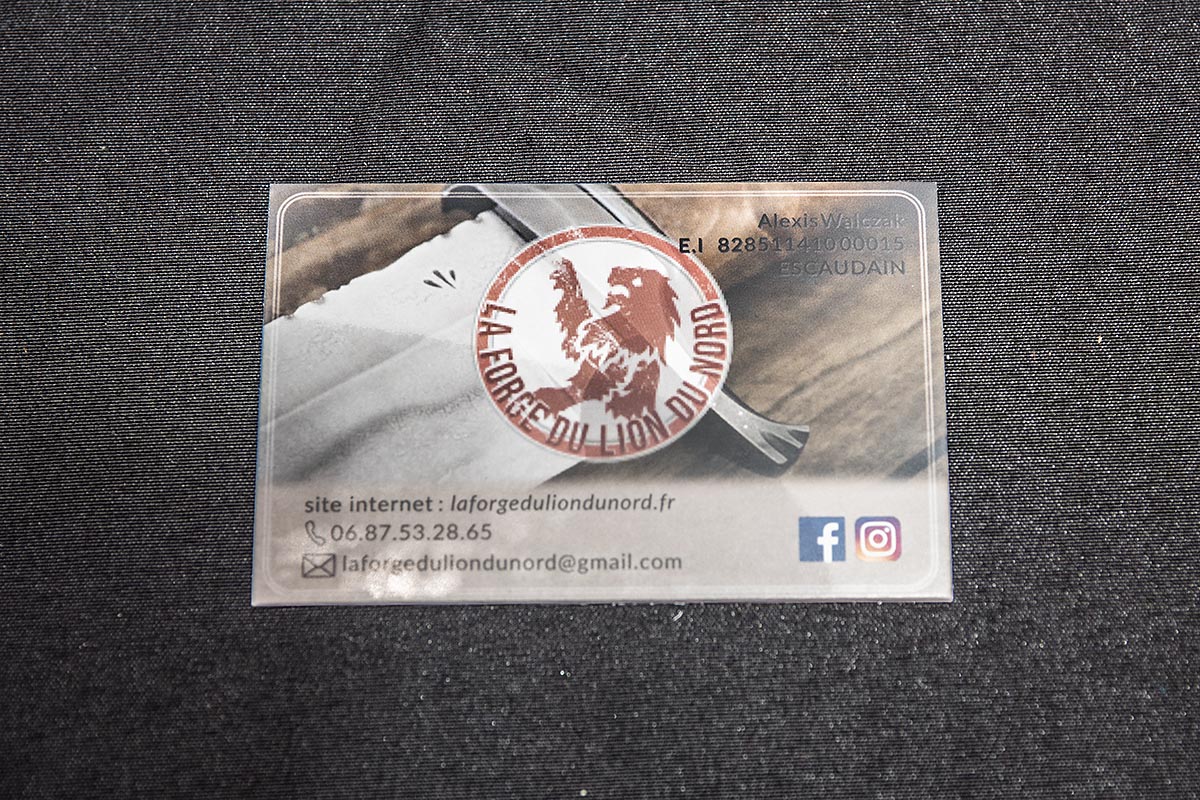 Alexis Walczak
E.I 82851141000015
ESCAUDAIN
LA FORGE DU LION DU NORD
site internet : laforgeduliondunord.fr
06.87.53.28.65
laforgeduliondunord@gmail.com